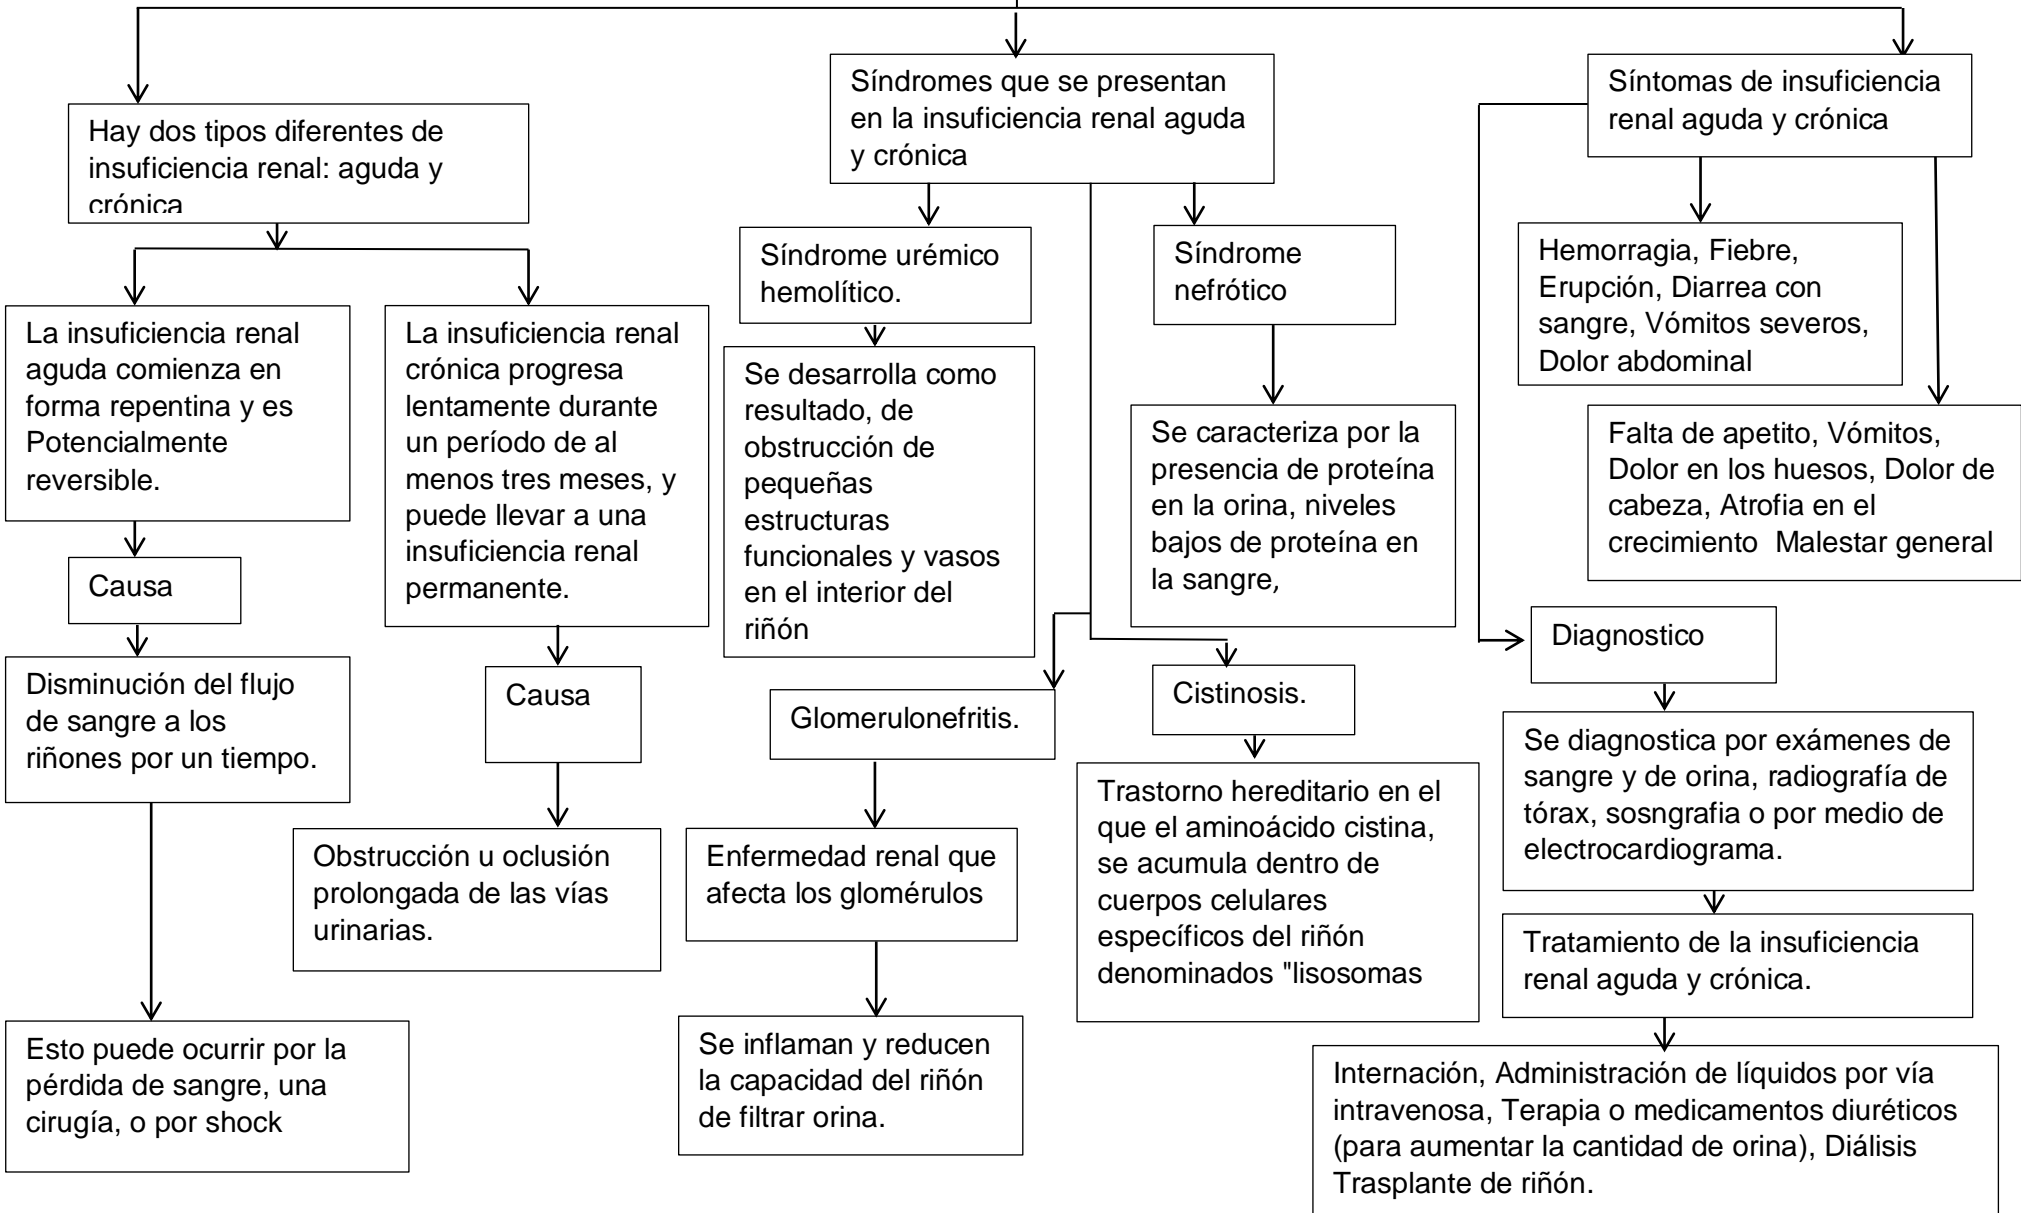 Hay dos tipos diferentes de
insuficiencia renal: aguda y
crónica
La insuficiencia renal
aguda comienza en
forma repentina y es
Potencialmente
reversible.
Causa
Disminución del flujo
de sangre a los
riñones por un tiempo.
Esto puede ocurrir por la
pérdida de sangre, una
cirugía, o por shock
La insuficiencia renal
crónica progresa
lentamente durante
un período de al
menos tres meses, y
puede llevar a una
insuficiencia renal
permanente.
Causa
Obstrucción u oclusión
prolongada de las vías
urinarias.
Síndromes que se presentan
en la insuficiencia renal aguda
y crónica
Síndrome urémico
hemolítico.
Se desarrolla como
resultado, de
obstrucción de
pequeñas
estructuras
funcionales y vasos
en el interior del
riñón
Glomerulonefritis.
Enfermedad renal que
afecta los glomérulos
Se inflaman y reducen
la capacidad del riñón
de filtrar orina.
Síndrome
nefrótico
Se caracteriza por la
presencia de proteína
en la orina, niveles
bajos de proteína en
la sangre,
Cistinosis.
Trastorno hereditario en el
que el aminoácido cistina,
se acumula dentro de
cuerpos celulares
específicos del riñón
denominados "lisosomas
Síntomas de insuficiencia
renal aguda y crónica
Hemorragia, Fiebre,
Erupción, Diarrea con
sangre, Vómitos severos,
Dolor abdominal
Falta de apetito, Vómitos,
Dolor en los huesos, Dolor de
cabeza, Atrofia en el
crecimiento  Malestar general
Diagnostico
Se diagnostica por exámenes de
sangre y de orina, radiografía de
tórax, sosngrafia o por medio de
electrocardiograma.
Tratamiento de la insuficiencia
renal aguda y crónica.
Internación, Administración de líquidos por vía
intravenosa, Terapia o medicamentos diuréticos
(para aumentar la cantidad de orina), Diálisis
Trasplante de riñón.